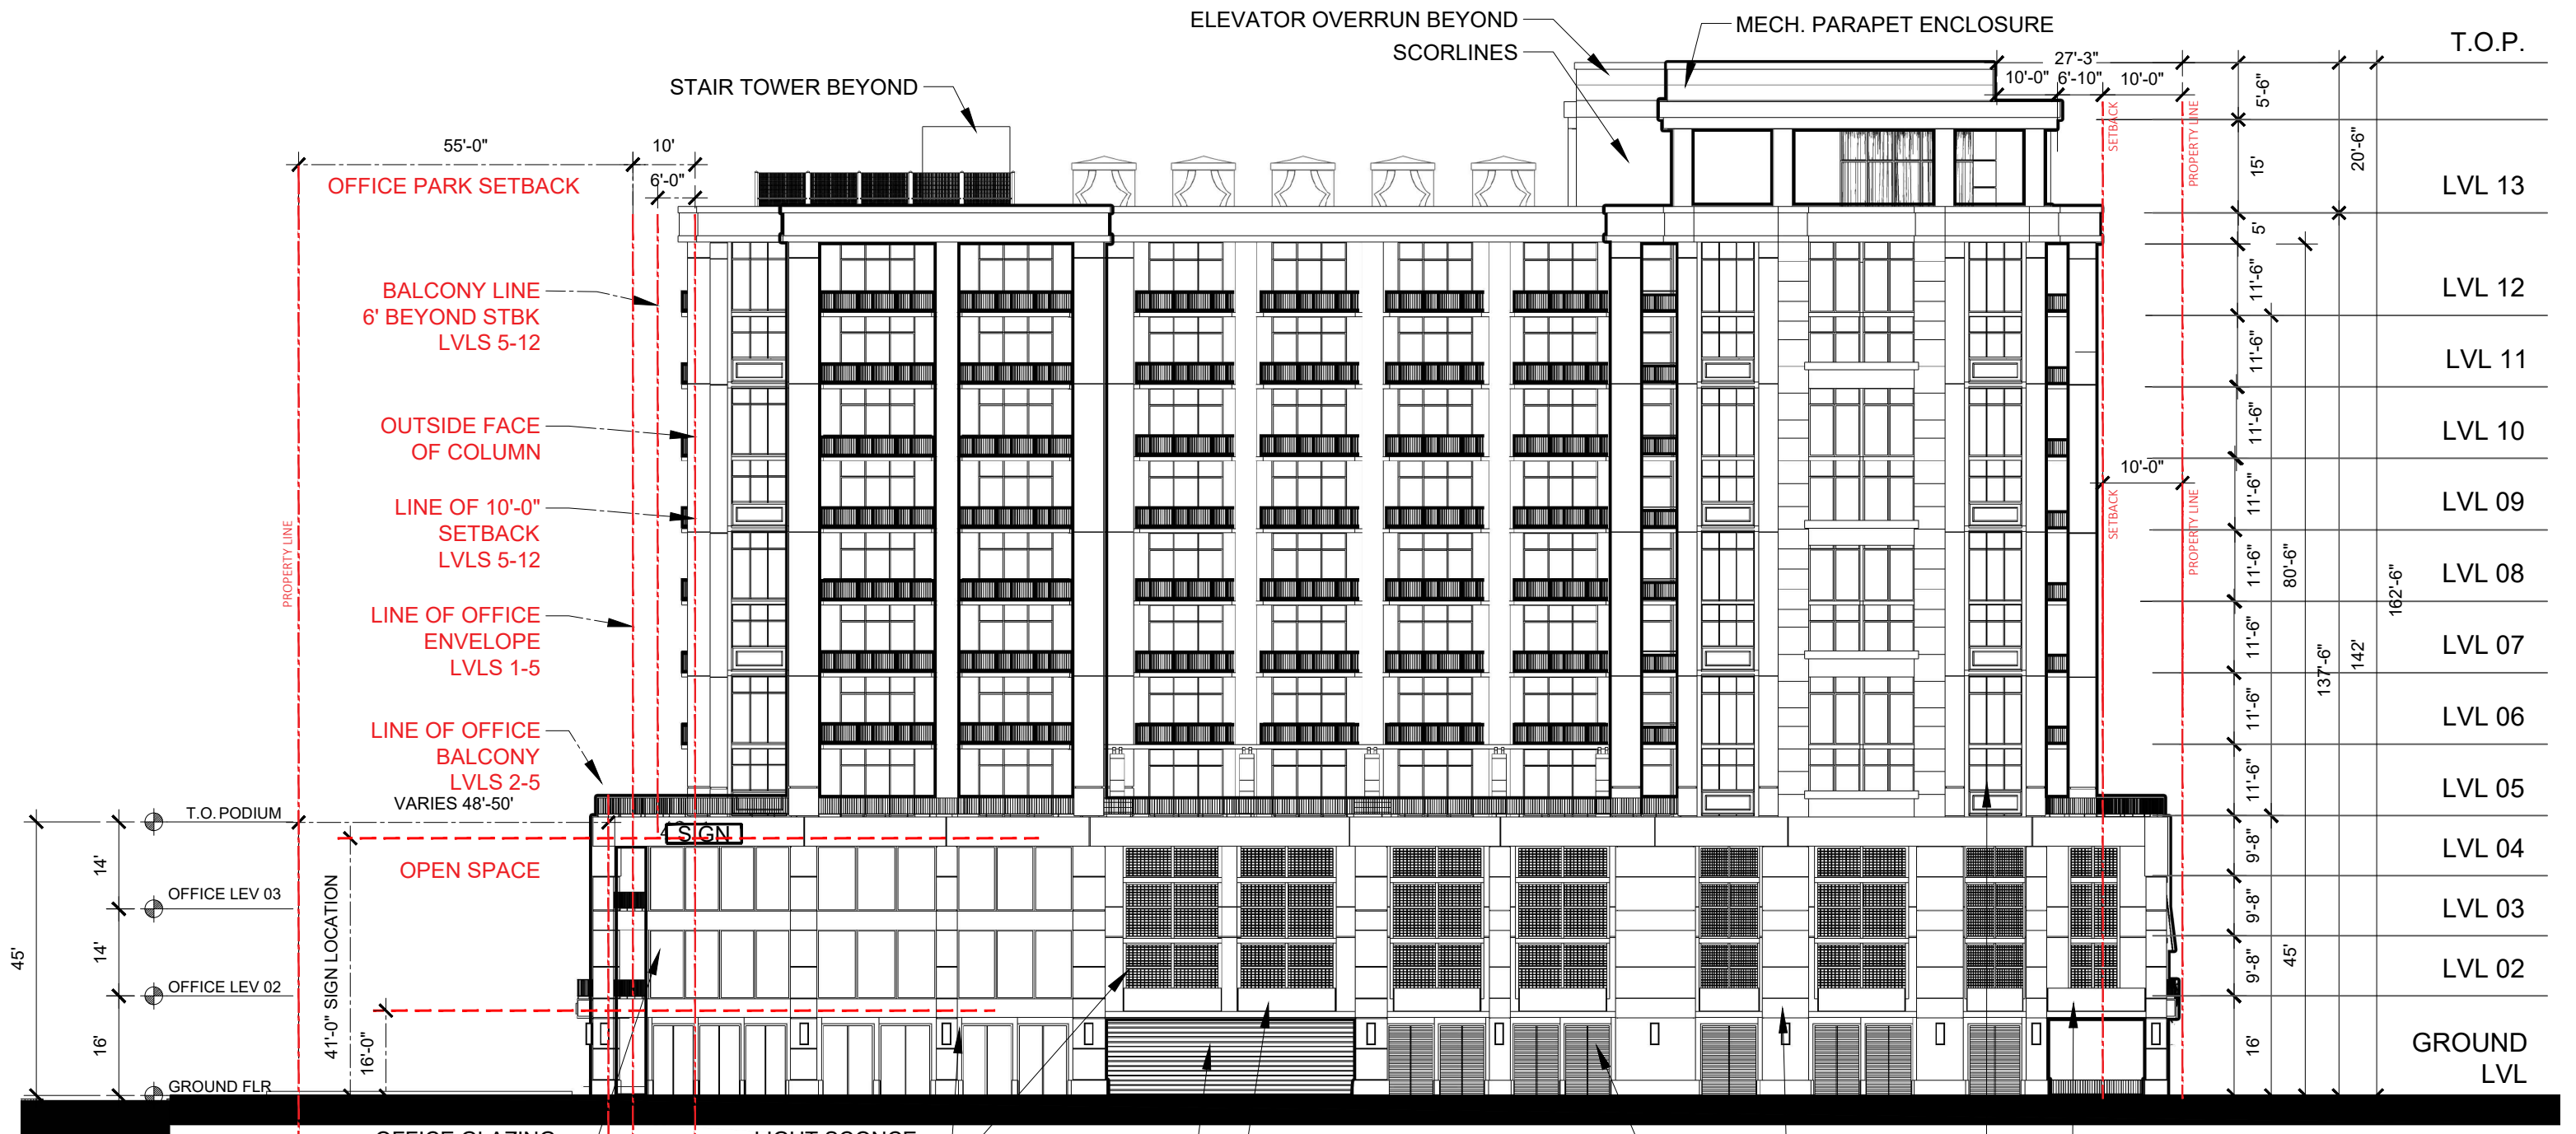 ELEVATOR OVERRUN BEYOND
MECH. PARAPET ENCLOSURE
SCORLINES
T.O.P.
27'-3"
10'-0" 6'-10" 10'-0"
STAIR TOWER BEYOND
5'-6"
SETBACK
PROPERTY LINE
55'-0"
10'
OFFICE PARK SETBACK
6'-0"
15'
20'-6"
LVL 13
5'
BALCONY LINE
6' BEYOND STBK
LVLS 5-12
11'-6"
LVL 12
11'-6"
LVL 11
OUTSIDE FACE
OF COLUMN
11'-6"
LVL 10
10'-0"
LINE OF 10'-0"
SETBACK
LVLS 5-12
SETBACK
PROPERTY LINE
11'-6"
LVL 09
PROPERTY LINE
11'-6"
80'-6"
162'-6"
LVL 08
LINE OF OFFICE
ENVELOPE
LVLS 1-5
11'-6"
137'-6"
142'
LVL 07
11'-6"
LVL 06
LINE OF OFFICE
BALCONY
LVLS 2-5
11'-6"
LVL 05
VARIES 48'-50'
T.O. PODIUM
SIGN
14'
OPEN SPACE
9'-8"
LVL 04
OFFICE LEV 03
9'-8"
LVL 03
45'
14'
41'-0" SIGN LOCATION
9'-8"
45'
LVL 02
OFFICE LEV 02
16'
16'-0"
16'
GROUND
LVL
GROUND FLR
OFFICE GLAZING
LIGHT SCONCE